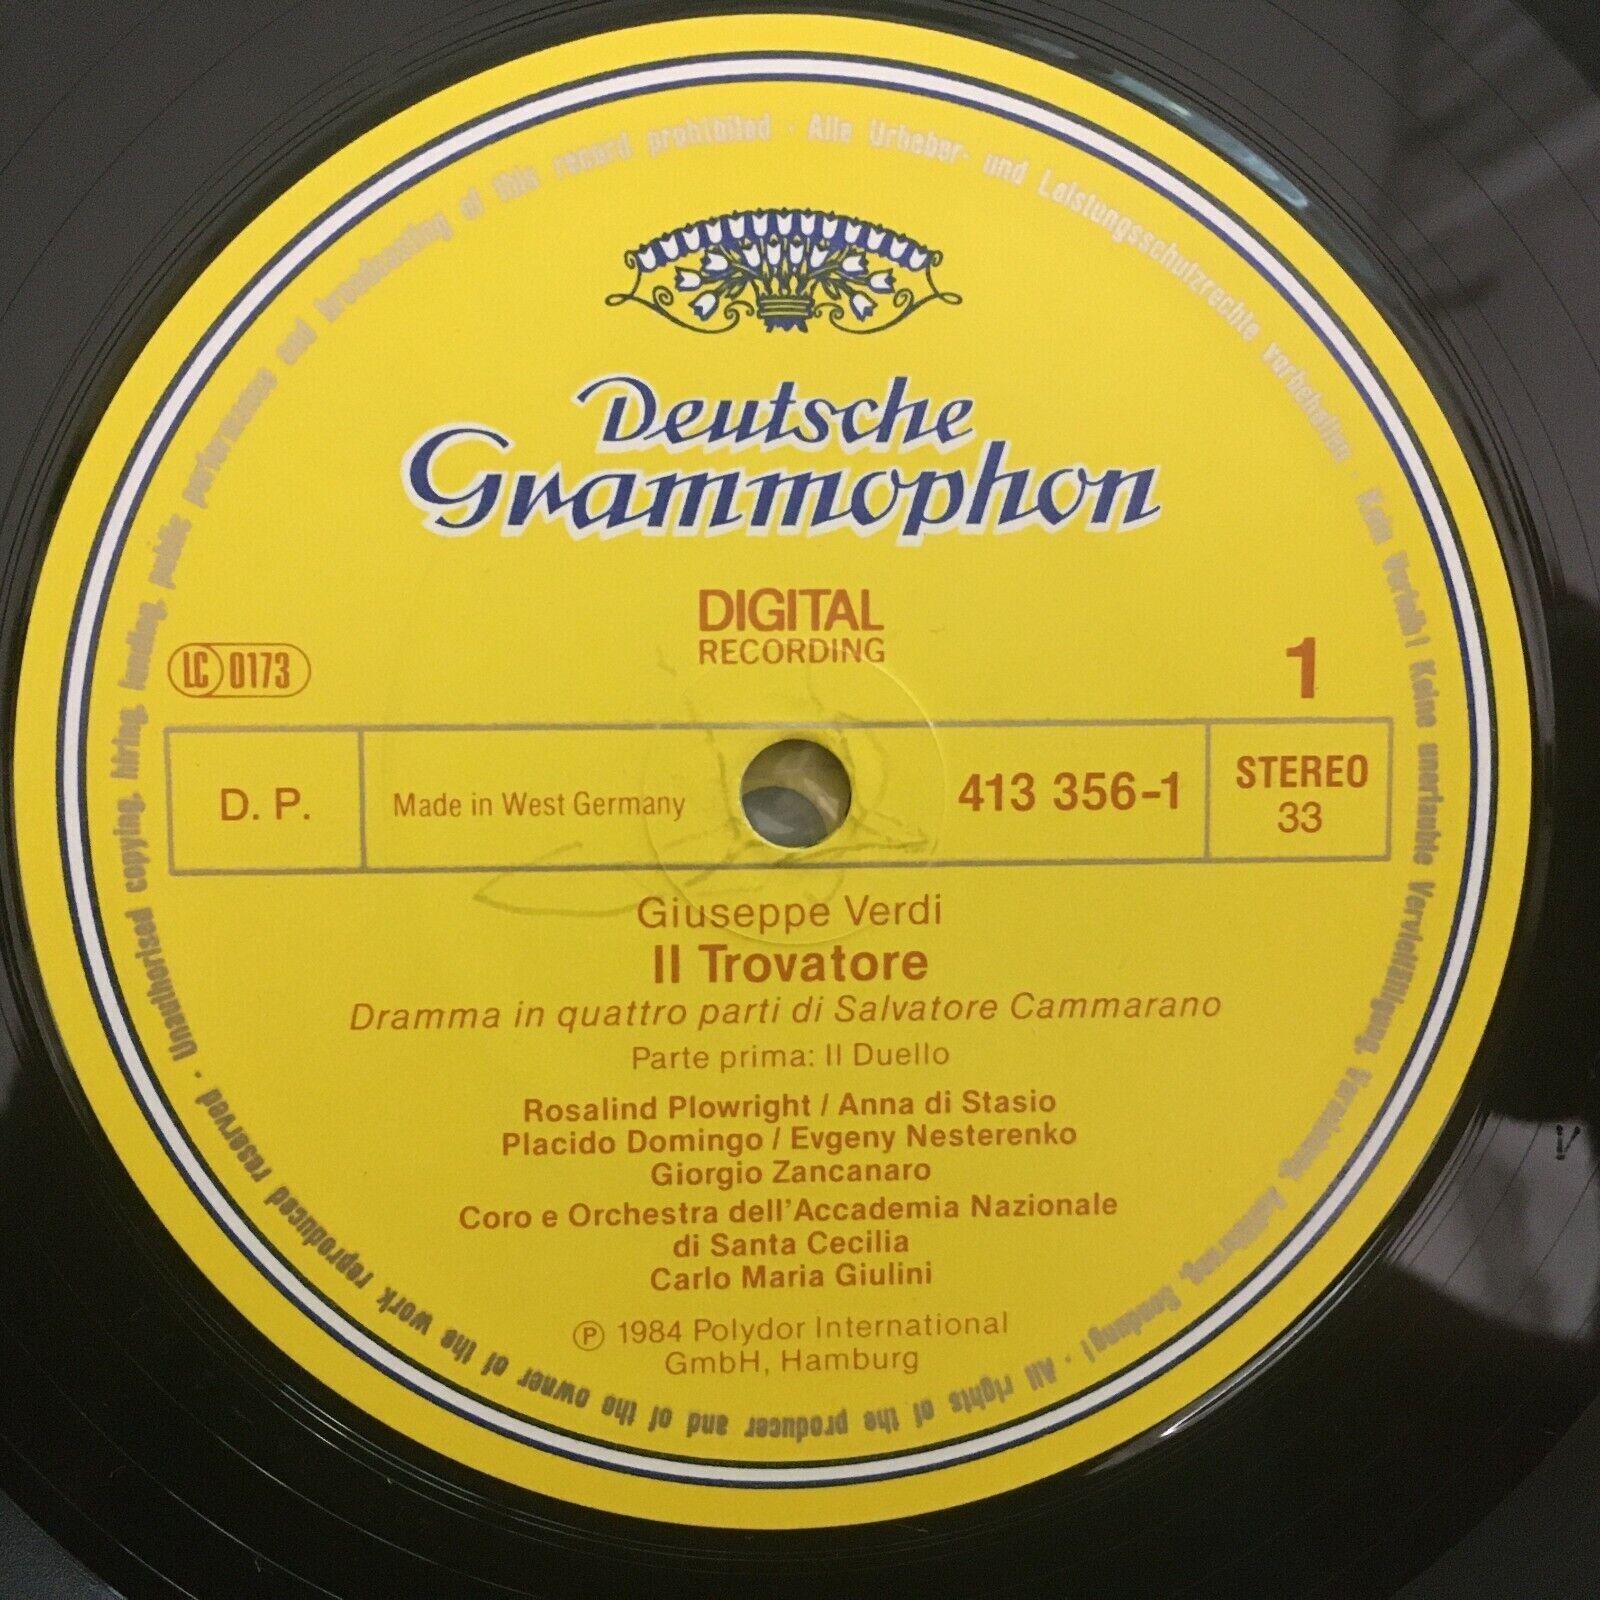 Deutsche
Grammophon
DIGITAL
RECORDING
LC 0173
1
D. P.
Made in West Germany
413 356-1
STEREO
33
Giuseppe Verdi
Il Trovatore
Dramma in quattro parti di Salvatore Cammarano
Parte prima: Il Duello
Rosalind Plowright / Anna di Stasio
Placido Domingo / Evgeny Nesterenko
Giorgio Zancanaro
Coro e Orchestra dell'Accademia Nazionale
di Santa Cecilia
Carlo Maria Giulini
℗ 1984 Polydor International
GmbH, Hamburg
Alle Urheber- und Leistungsschutzrechte vorbehalten · Kein Verleih! Keine unerlaubte Vervielfältigung, Vermietung, Aufführung, Sendung! · All rights of the producer and of the owner of the work reproduced reserved · Unauthorised copying, hiring, lending, public performance and broadcasting of this record prohibited ·